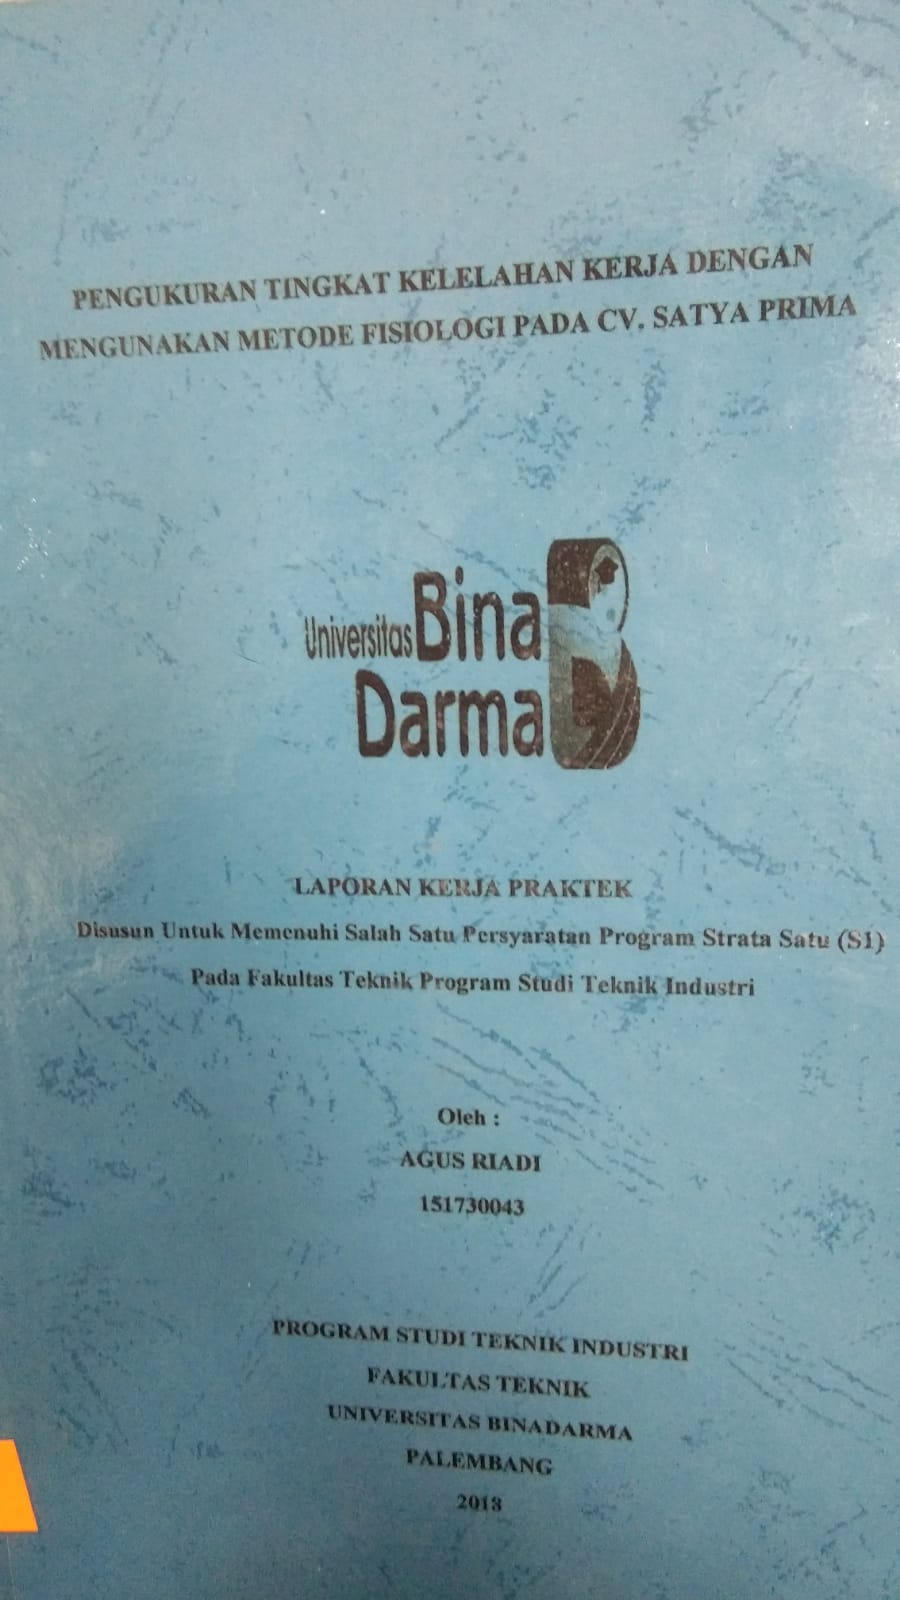 PENGUKURAN TINGKAT KELELAHAN KERJA DENGAN
MENGUNAKAN METODE FISIOLOGI PADA CV. SATYA PRIMA
Universitas Bina
Darma
LAPORAN KERJA PRAKTEK
Disusun Untuk Memenuhi Salah Satu Persyaratan Program Strata Satu (S1)
Pada Fakultas Teknik Program Studi Teknik Industri
Oleh :
AGUS RIADI
151730043
PROGRAM STUDI TEKNIK INDUSTRI
FAKULTAS TEKNIK
UNIVERSITAS BINADARMA
PALEMBANG
2018